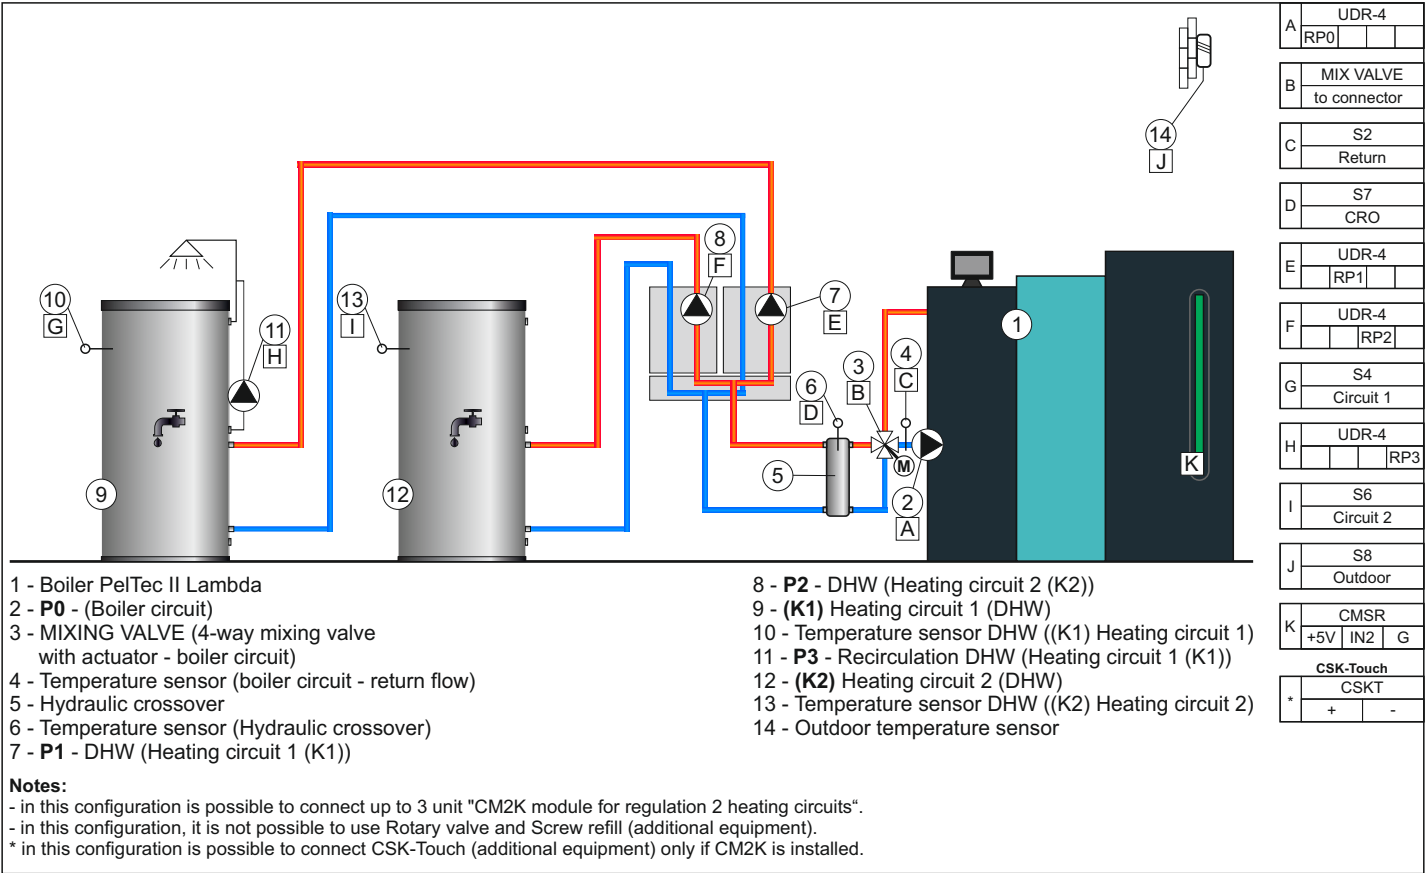 14
J
8
F
10
G
13
I
11
H
7
E
1
3
B
4
C
6
D
M
5
2
A
K
9
12
A UDR-4
RP0
B MIX VALVE
to connector
C S2
Return
D S7
CRO
E UDR-4
RP1
F UDR-4
RP2
G S4
Circuit 1
H UDR-4
RP3
I S6
Circuit 2
J S8
Outdoor
K CMSR
+5V IN2 G
CSK-Touch
* CSKT
+ -
1 - Boiler PelTec II Lambda
2 - P0 - (Boiler circuit)
3 - MIXING VALVE (4-way mixing valve
with actuator - boiler circuit)
4 - Temperature sensor (boiler circuit - return flow)
5 - Hydraulic crossover
6 - Temperature sensor (Hydraulic crossover)
7 - P1 - DHW (Heating circuit 1 (K1))
8 - P2 - DHW (Heating circuit 2 (K2))
9 - (K1) Heating circuit 1 (DHW)
10 - Temperature sensor DHW ((K1) Heating circuit 1)
11 - P3 - Recirculation DHW (Heating circuit 1 (K1))
12 - (K2) Heating circuit 2 (DHW)
13 - Temperature sensor DHW ((K2) Heating circuit 2)
14 - Outdoor temperature sensor
Notes:
- in this configuration is possible to connect up to 3 unit "CM2K module for regulation 2 heating circuits“.
- in this configuration, it is not possible to use Rotary valve and Screw refill (additional equipment).
* in this configuration is possible to connect CSK-Touch (additional equipment) only if CM2K is installed.